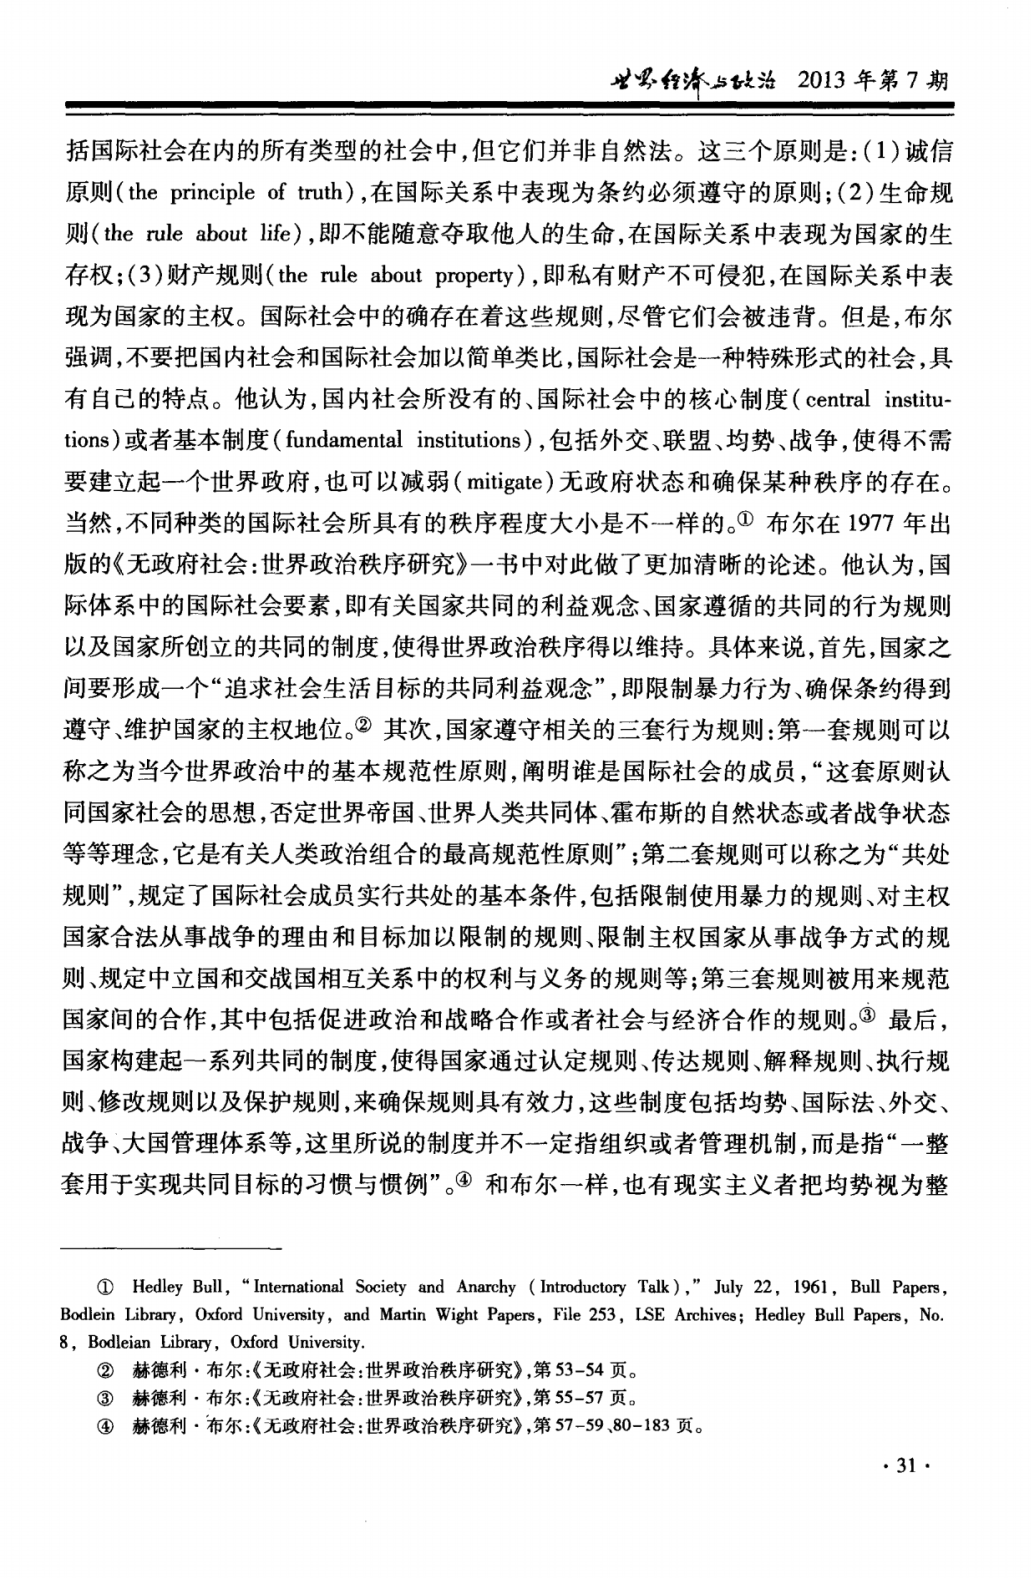 世界经济与政治 2013 年第 7 期
括国际社会在内的所有类型的社会中,但它们并非自然法。这三个原则是:(1)诚信
原则(the principle of truth),在国际关系中表现为条约必须遵守的原则;(2)生命规
则(the rule about life),即不能随意夺取他人的生命,在国际关系中表现为国家的生
存权;(3)财产规则(the rule about property),即私有财产不可侵犯,在国际关系中表
现为国家的主权。国际社会中的确存在着这些规则,尽管它们会被违背。但是,布尔
强调,不要把国内社会和国际社会加以简单类比,国际社会是一种特殊形式的社会,具
有自己的特点。他认为,国内社会所没有的、国际社会中的核心制度(central institu-
tions)或者基本制度(fundamental institutions),包括外交、联盟、均势、战争,使得不需
要建立起一个世界政府,也可以减弱(mitigate)无政府状态和确保某种秩序的存在。
当然,不同种类的国际社会所具有的秩序程度大小是不一样的。① 布尔在 1977 年出
版的《无政府社会:世界政治秩序研究》一书中对此做了更加清晰的论述。他认为,国
际体系中的国际社会要素,即有关国家共同的利益观念、国家遵循的共同的行为规则
以及国家所创立的共同的制度,使得世界政治秩序得以维持。具体来说,首先,国家之
间要形成一个“追求社会生活目标的共同利益观念”,即限制暴力行为、确保条约得到
遵守、维护国家的主权地位。② 其次,国家遵守相关的三套行为规则:第一套规则可以
称之为当今世界政治中的基本规范性原则,阐明谁是国际社会的成员,“这套原则认
同国家社会的思想,否定世界帝国、世界人类共同体、霍布斯的自然状态或者战争状态
等等理念,它是有关人类政治组合的最高规范性原则”;第二套规则可以称之为“共处
规则”,规定了国际社会成员实行共处的基本条件,包括限制使用暴力的规则、对主权
国家合法从事战争的理由和目标加以限制的规则、限制主权国家从事战争方式的规
则、规定中立国和交战国相互关系中的权利与义务的规则等;第三套规则被用来规范
国家间的合作,其中包括促进政治和战略合作或者社会与经济合作的规则。③ 最后,
国家构建起一系列共同的制度,使得国家通过认定规则、传达规则、解释规则、执行规
则、修改规则以及保护规则,来确保规则具有效力,这些制度包括均势、国际法、外交、
战争、大国管理体系等,这里所说的制度并不一定指组织或者管理机制,而是指“一整
套用于实现共同目标的习惯与惯例”。④ 和布尔一样,也有现实主义者把均势视为整
① Hedley Bull, “International Society and Anarchy (Introductory Talk),” July 22, 1961, Bull Papers,
Bodlein Library, Oxford University, and Martin Wight Papers, File 253, LSE Archives; Hedley Bull Papers, No.
8, Bodleian Library, Oxford University.
② 赫德利·布尔:《无政府社会:世界政治秩序研究》,第 53-54 页。
③ 赫德利·布尔:《无政府社会:世界政治秩序研究》,第 55-57 页。
④ 赫德利·布尔:《无政府社会:世界政治秩序研究》,第 57-59、80-183 页。
· 31 ·